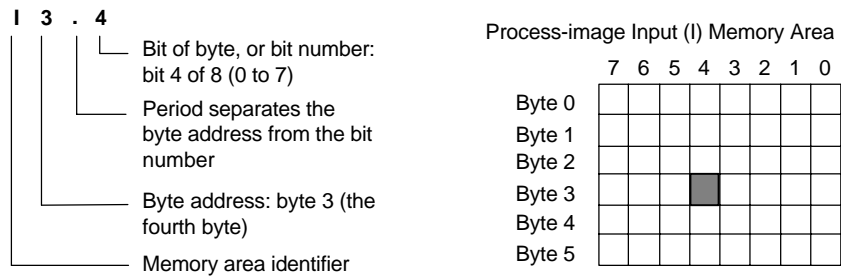 I 3 . 4
Bit of byte, or bit number:
bit 4 of 8 (0 to 7)
Period separates the
byte address from the bit
number
Byte address: byte 3 (the
fourth byte)
Memory area identifier
Process-image Input (I) Memory Area
7 6 5 4 3 2 1 0
Byte 0
Byte 1
Byte 2
Byte 3
Byte 4
Byte 5